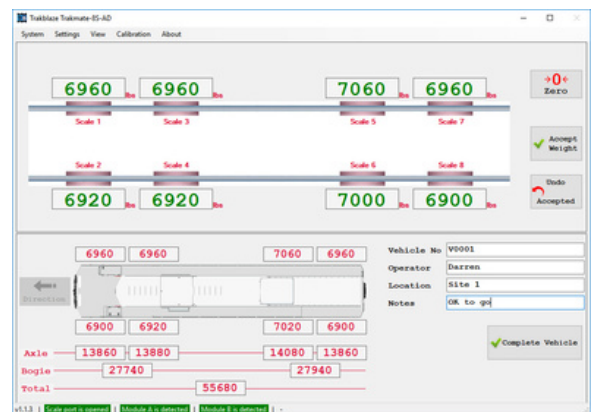 Trakblaze Trakmate-8S-AD
System Settings View Calibration About
6960 lbs 6960 lbs 7060 lbs 6960 lbs
→0← Zero
Scale 1 Scale 3 Scale 5 Scale 7
Accept Weight
Scale 2 Scale 4 Scale 6 Scale 8
Undo Accepted
6920 lbs 6920 lbs 7000 lbs 6900 lbs
6960 6960 7060 6960
Vehicle No V0001
Operator Darren
Direction
Location Site 1
Notes OK to go
6900 6920 7020 6900
Complete Vehicle
Axle 13860 13880 14080 13860
Bogie 27740 27940
Total 55680
v1.1.3 | Scale port is opened | Module A is detected | Module B is detected | -